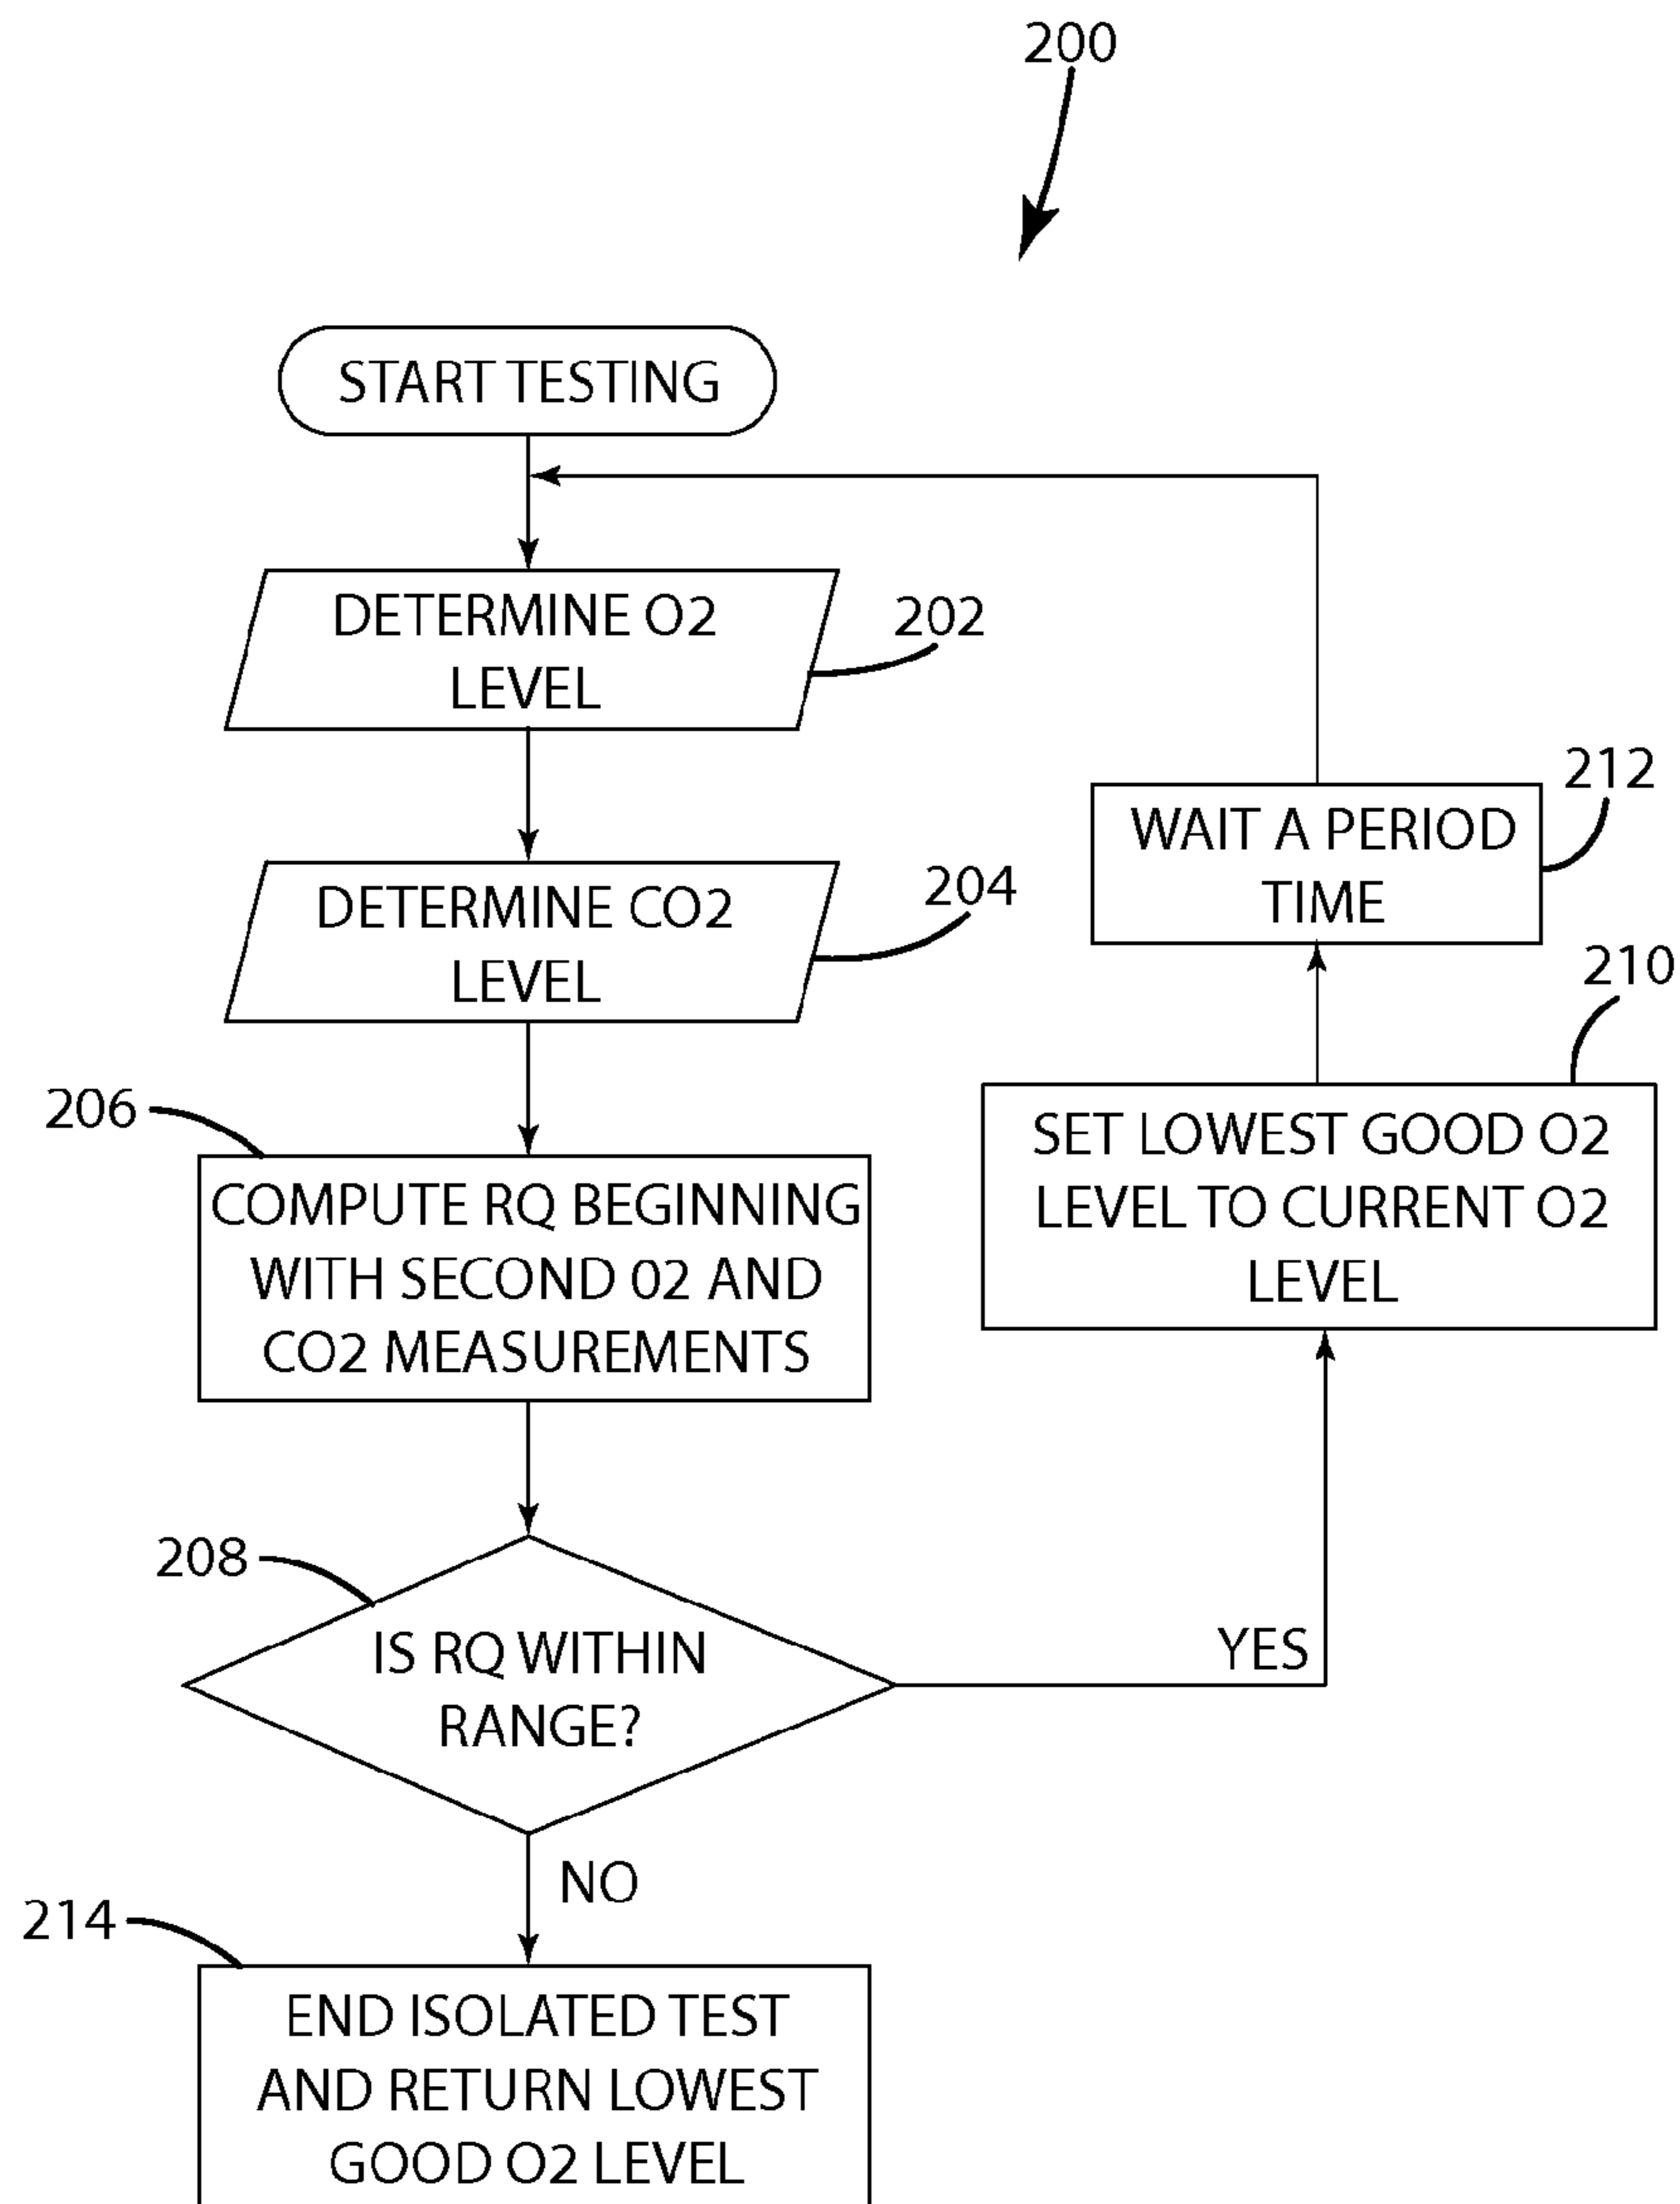 200
START TESTING
DETERMINE O2
LEVEL
202
DETERMINE CO2
LEVEL
204
206
COMPUTE RQ BEGINNING
WITH SECOND 02 AND
CO2 MEASUREMENTS
208
IS RQ WITHIN
RANGE?
YES
210
SET LOWEST GOOD O2
LEVEL TO CURRENT O2
LEVEL
212
WAIT A PERIOD
TIME
NO
214
END ISOLATED TEST
AND RETURN LOWEST
GOOD O2 LEVEL